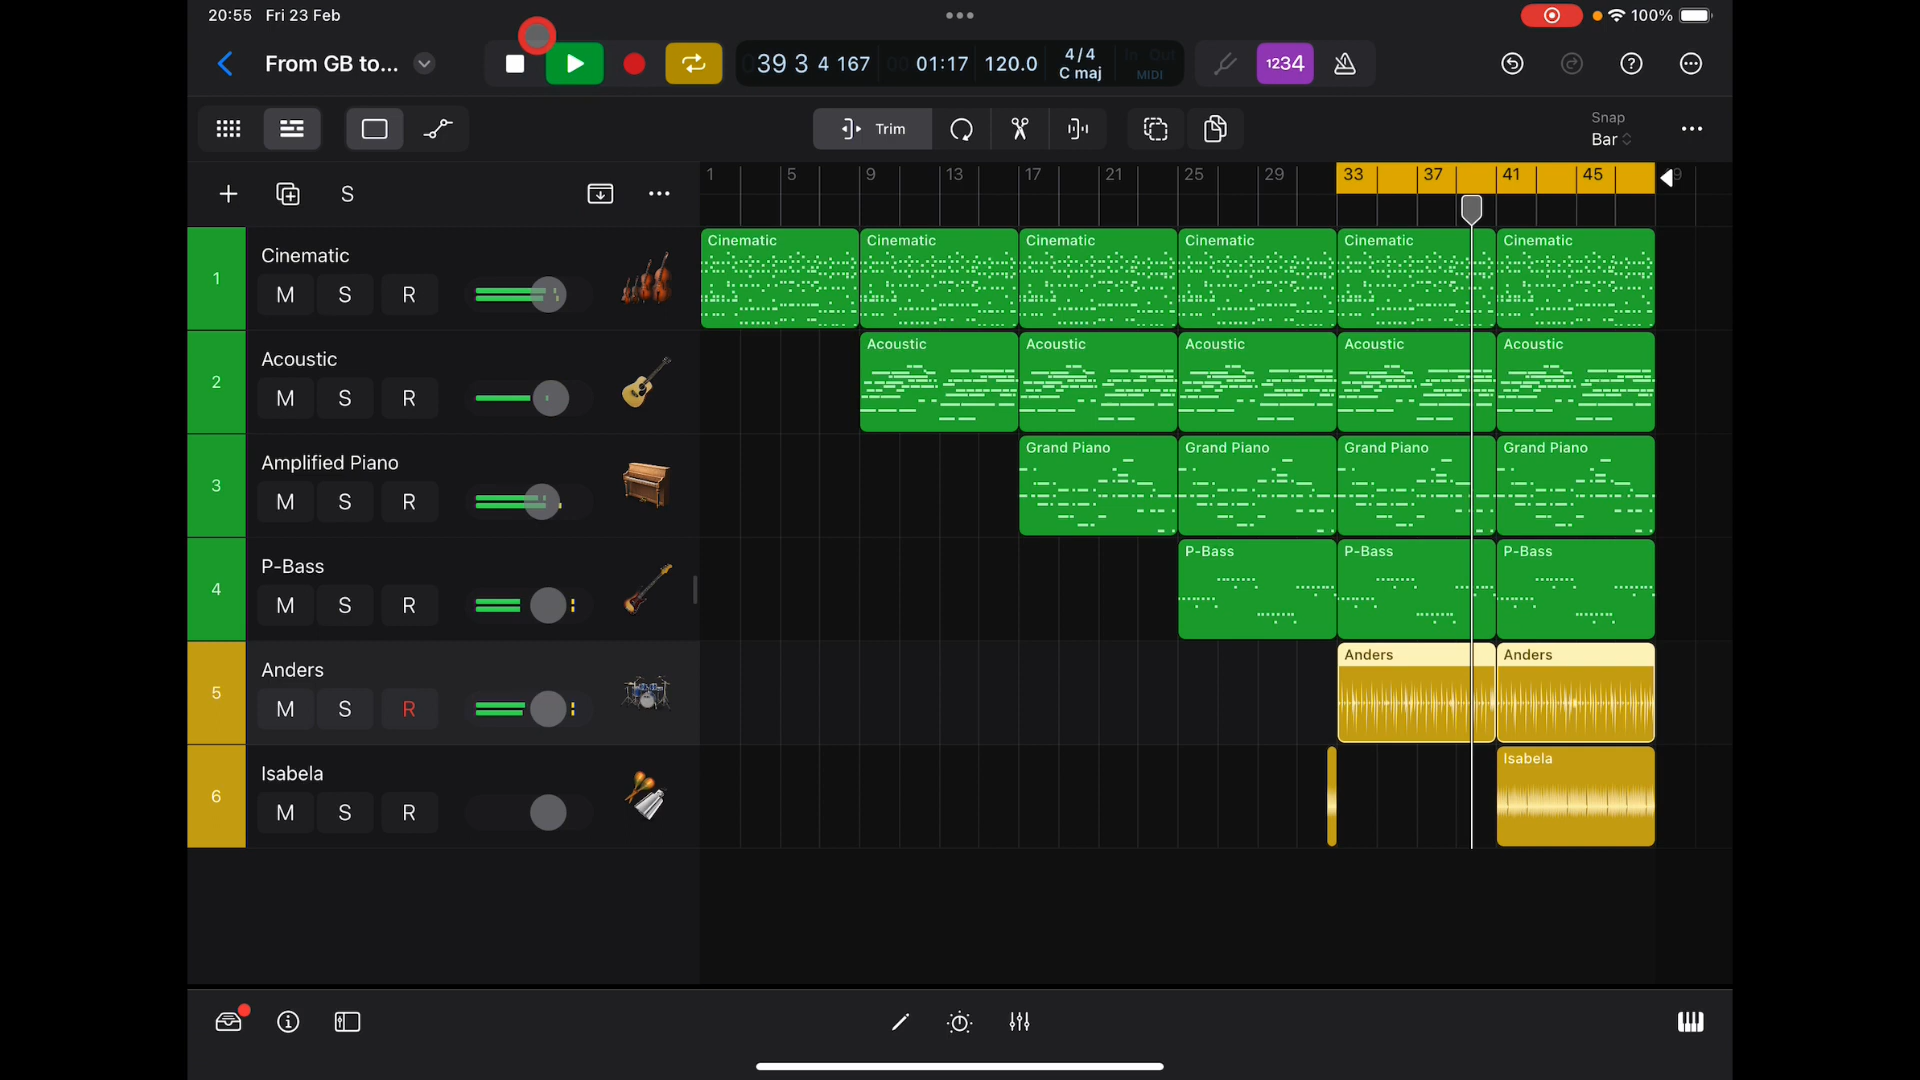 20:55 Fri 23 Feb
100%
From GB to...
39 3 4 167
01:17
120.0
4/4
C maj
In Out
MIDI
1234
Trim
Snap
Bar
S
1 5 9 13 17 21 25 29 33 37 41 45 9
1
Cinematic
M S R
Cinematic Cinematic Cinematic Cinematic Cinematic Cinematic
2
Acoustic
M S R
Acoustic Acoustic Acoustic Acoustic Acoustic
3
Amplified Piano
M S R
Grand Piano Grand Piano Grand Piano Grand Piano
4
P-Bass
M S R
P-Bass P-Bass P-Bass
5
Anders
M S R
Anders Anders
6
Isabela
M S R
Isabela